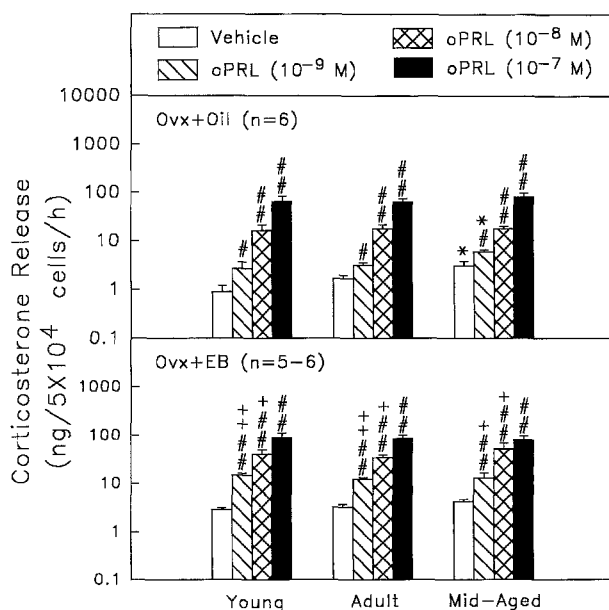 Vehicle
oPRL (10⁻⁸ M)
oPRL (10⁻⁹ M)
oPRL (10⁻⁷ M)
Corticosterone Release
(ng/5X10⁴ cells/h)
10000
1000
100
10
1
0.1
Ovx+Oil (n=6)
# ## ##
# ## ##
* *# ## ##
1000
100
10
1
0.1
Ovx+EB (n=5-6)
++## +## ##
++## +## ##
+## +## ##
Young Adult Mid-Aged